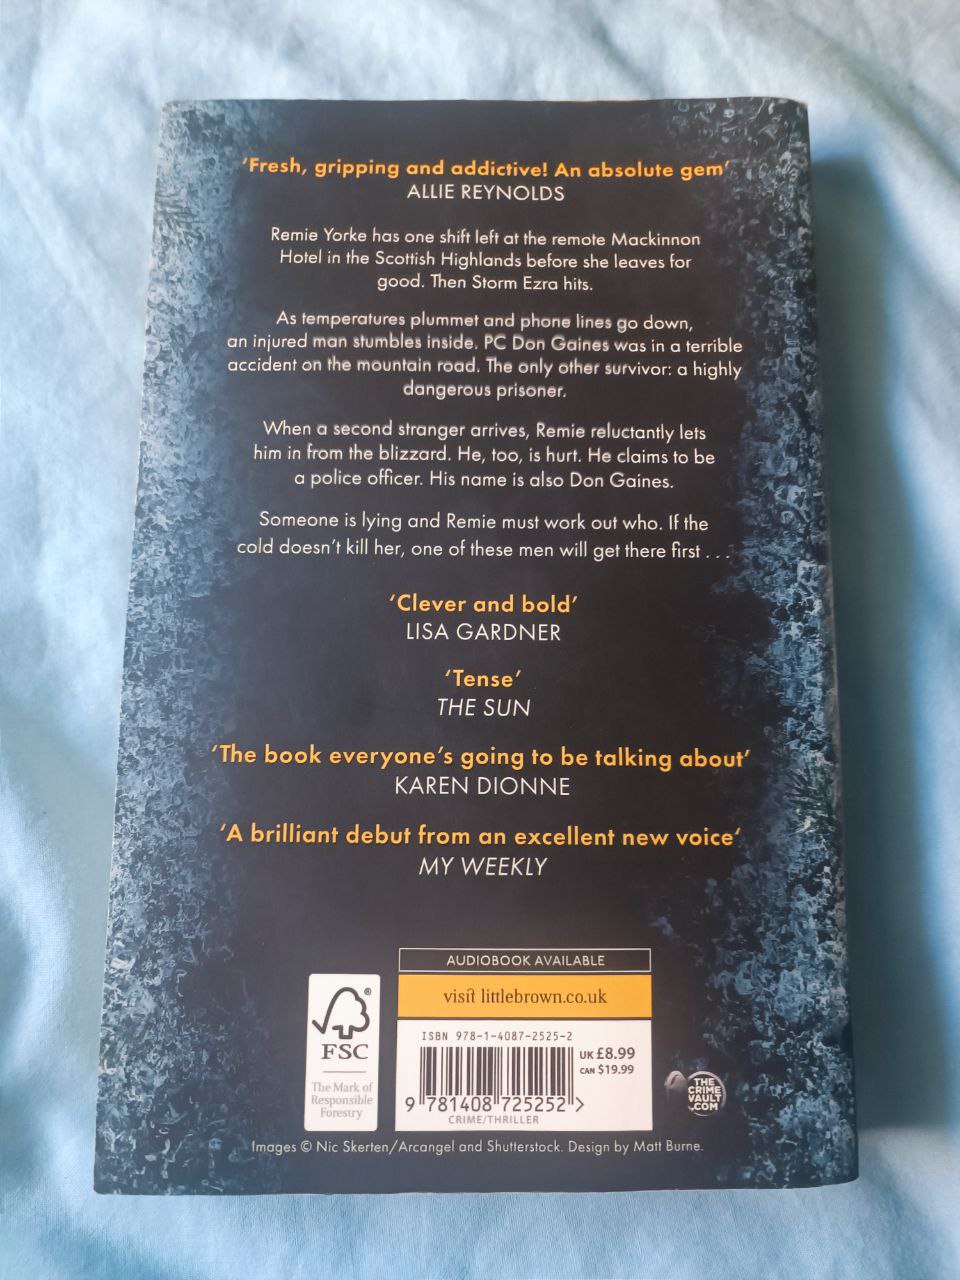 ‘Fresh, gripping and addictive! An absolute gem’
ALLIE REYNOLDS
Remie Yorke has one shift left at the remote Mackinnon
Hotel in the Scottish Highlands before she leaves for
good. Then Storm Ezra hits.
As temperatures plummet and phone lines go down,
an injured man stumbles inside. PC Don Gaines was in a terrible
accident on the mountain road. The only other survivor: a highly
dangerous prisoner.
When a second stranger arrives, Remie reluctantly lets
him in from the blizzard. He, too, is hurt. He claims to be
a police officer. His name is also Don Gaines.
Someone is lying and Remie must work out who. If the
cold doesn’t kill her, one of these men will get there first . . .
‘Clever and bold’
LISA GARDNER
‘Tense’
THE SUN
‘The book everyone’s going to be talking about’
KAREN DIONNE
‘A brilliant debut from an excellent new voice‘
MY WEEKLY
AUDIOBOOK AVAILABLE
visit littlebrown.co.uk
ISBN 978-1-4087-2525-2
UK £8.99
CAN $19.99
9 781408 725252 >
CRIME/THRILLER
®
FSC
The Mark of
Responsible
Forestry
THE
CRIME
VAULT
.COM
Images © Nic Skerten/Arcangel and Shutterstock. Design by Matt Burne.